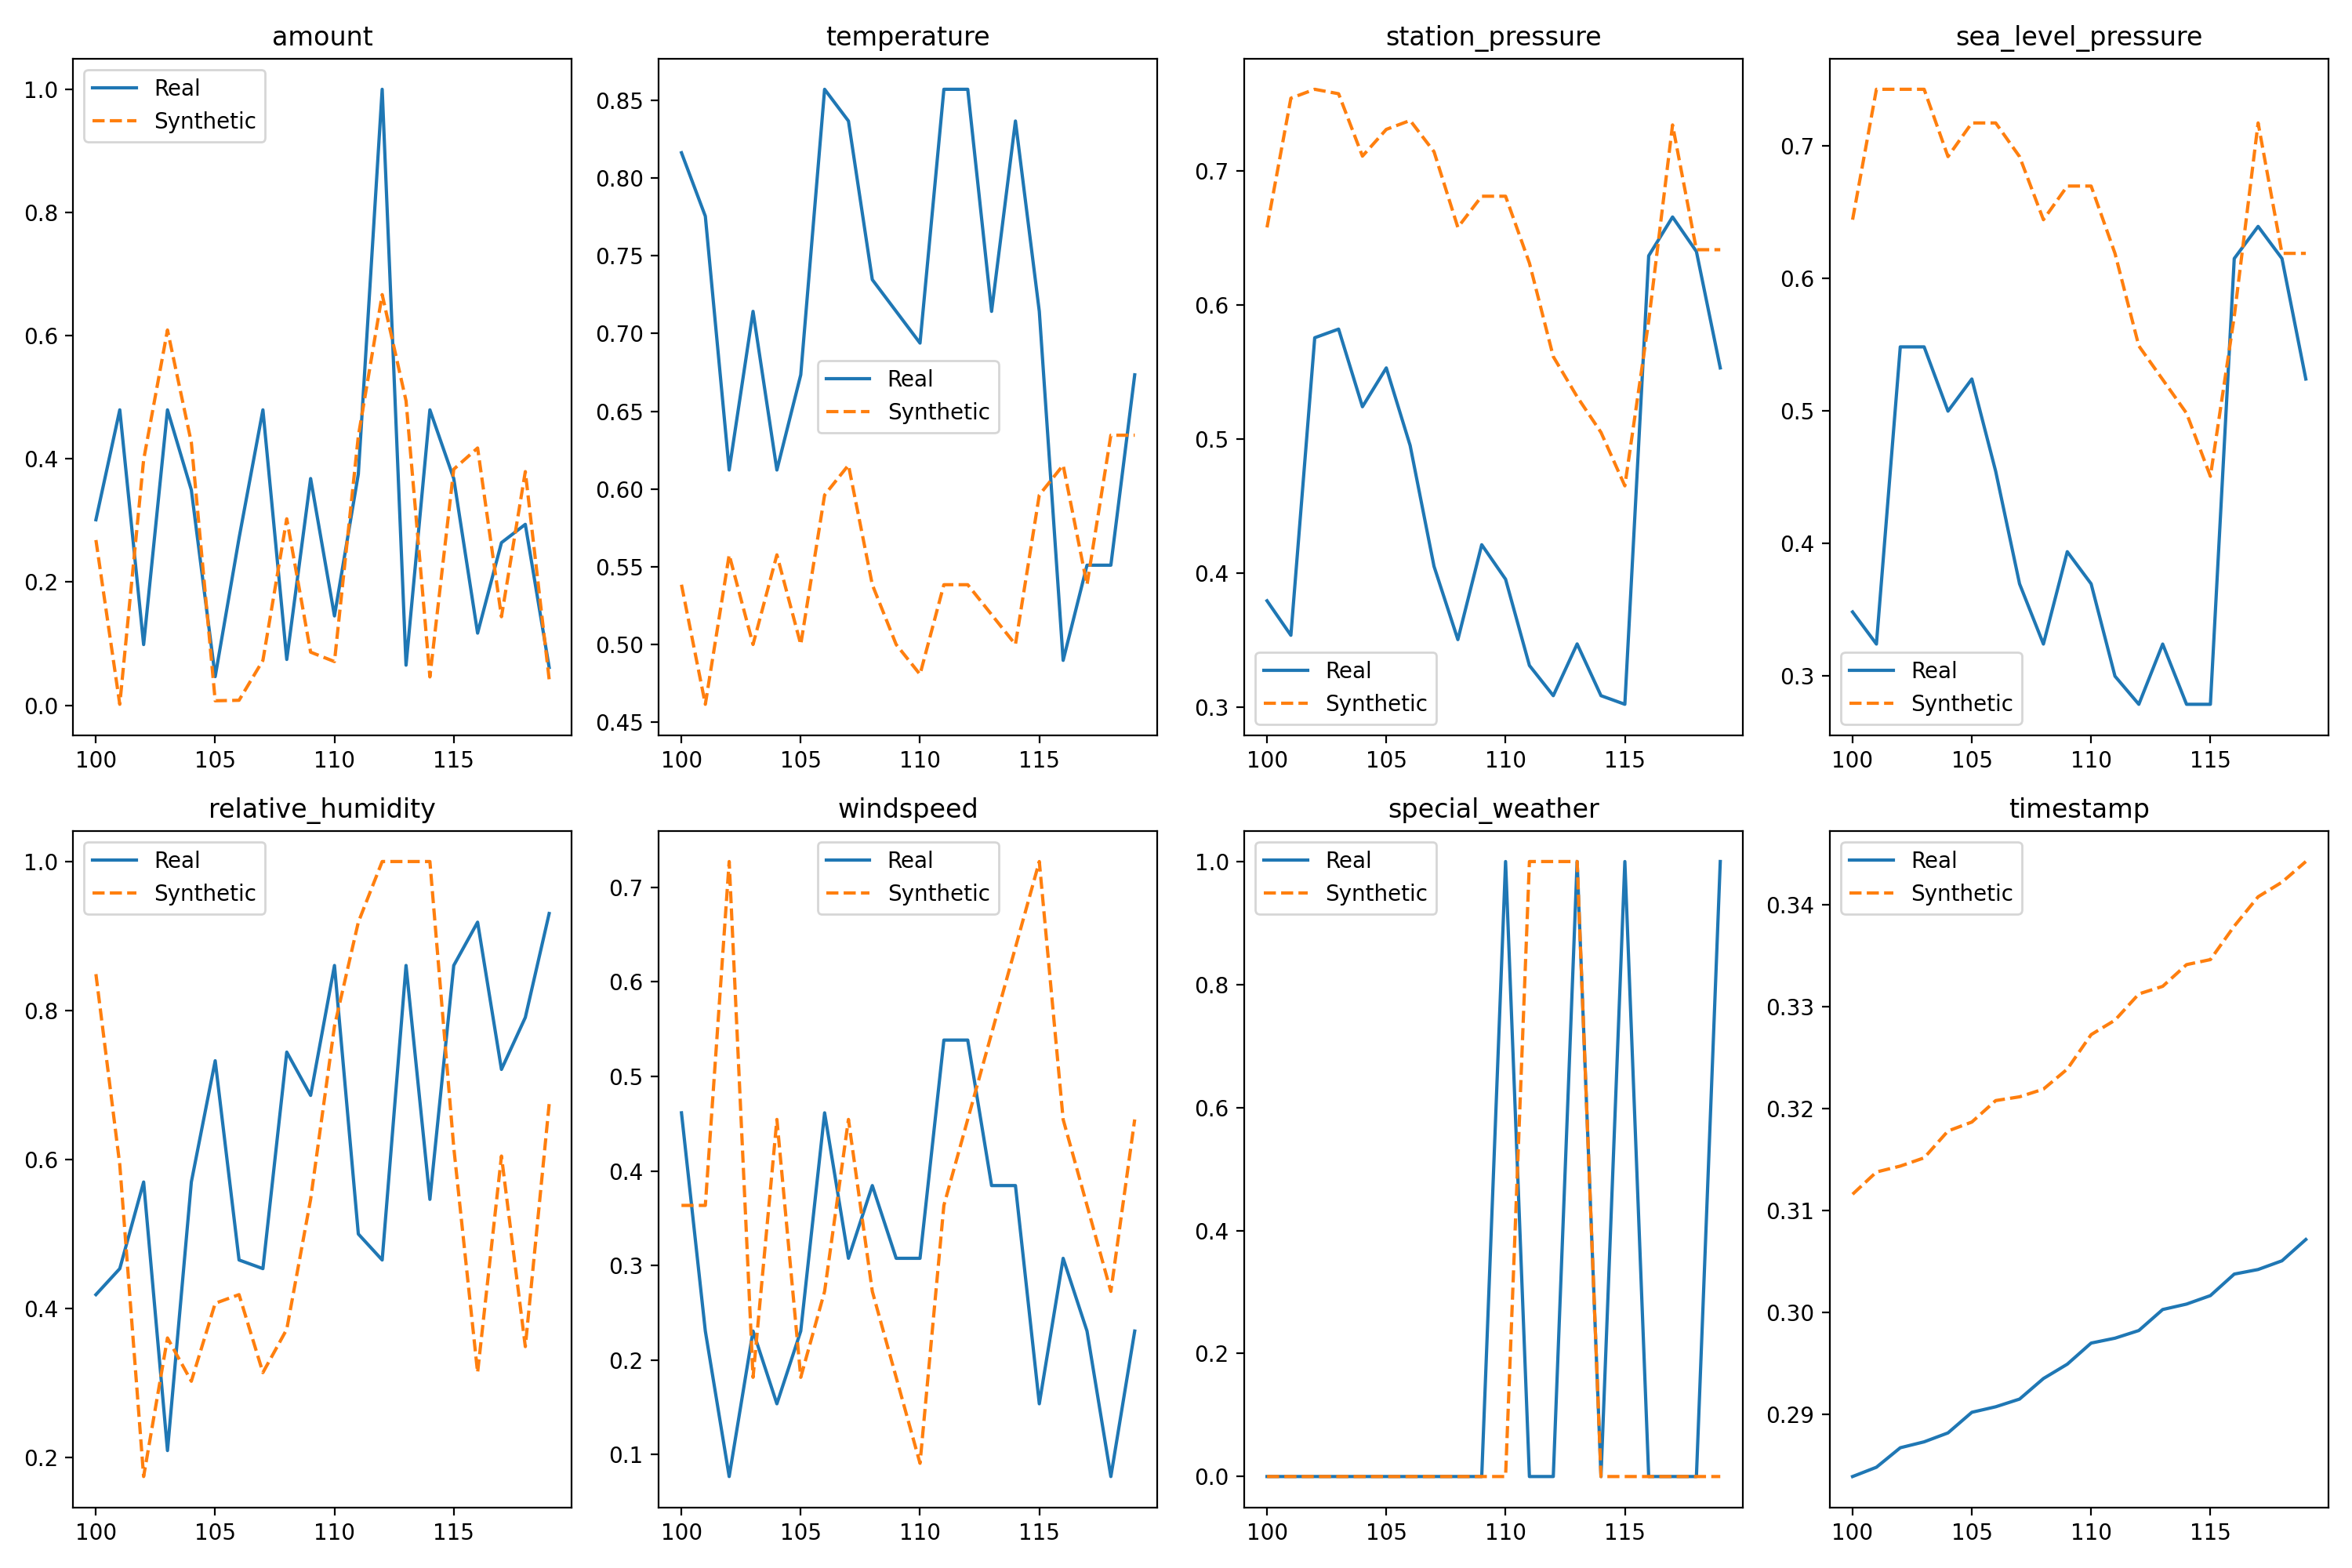 amount
1.0
0.8
0.6
0.4
0.2
0.0
Real
Synthetic
100 105 110 115
temperature
0.85
0.80
0.75
0.70
0.65
0.60
0.55
0.50
0.45
Real
Synthetic
100 105 110 115
station_pressure
0.7
0.6
0.5
0.4
0.3
Real
Synthetic
100 105 110 115
sea_level_pressure
0.7
0.6
0.5
0.4
0.3
Real
Synthetic
100 105 110 115
relative_humidity
1.0
0.8
0.6
0.4
0.2
Real
Synthetic
100 105 110 115
windspeed
0.7
0.6
0.5
0.4
0.3
0.2
0.1
Real
Synthetic
100 105 110 115
special_weather
1.0
0.8
0.6
0.4
0.2
0.0
Real
Synthetic
100 105 110 115
timestamp
0.34
0.33
0.32
0.31
0.30
0.29
Real
Synthetic
100 105 110 115